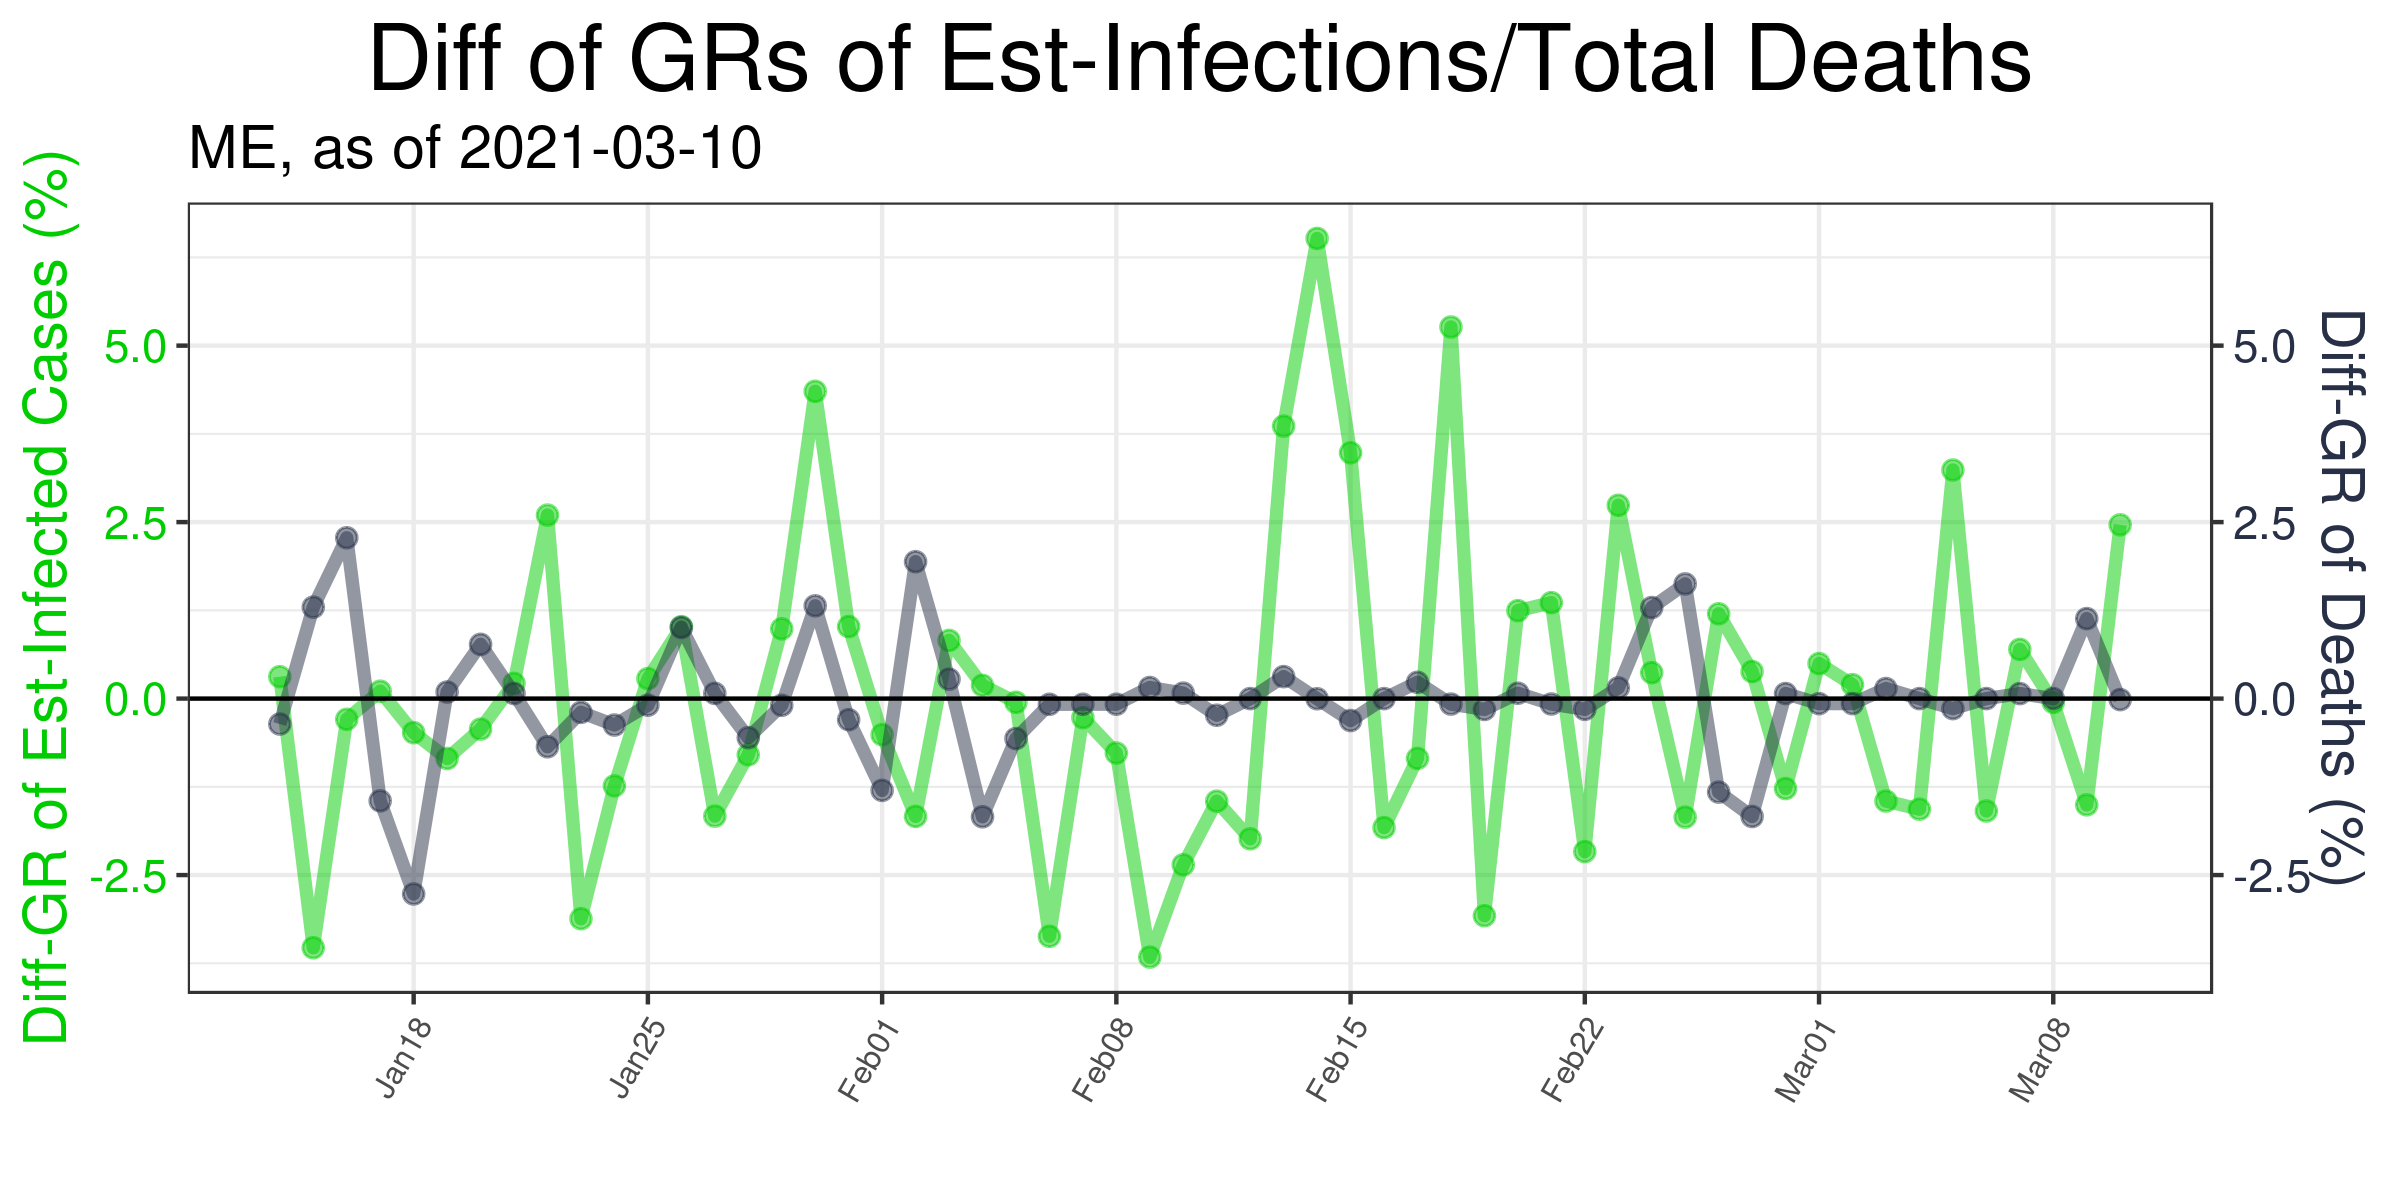 Diff of GRs of Est-Infections/Total Deaths
ME, as of 2021-03-10
Diff-GR of Est-Infected Cases (%)
5.0
2.5
0.0
-2.5
5.0
2.5
0.0
-2.5
Diff-GR of Deaths (%)
Jan18
Jan25
Feb01
Feb08
Feb15
Feb22
Mar01
Mar08